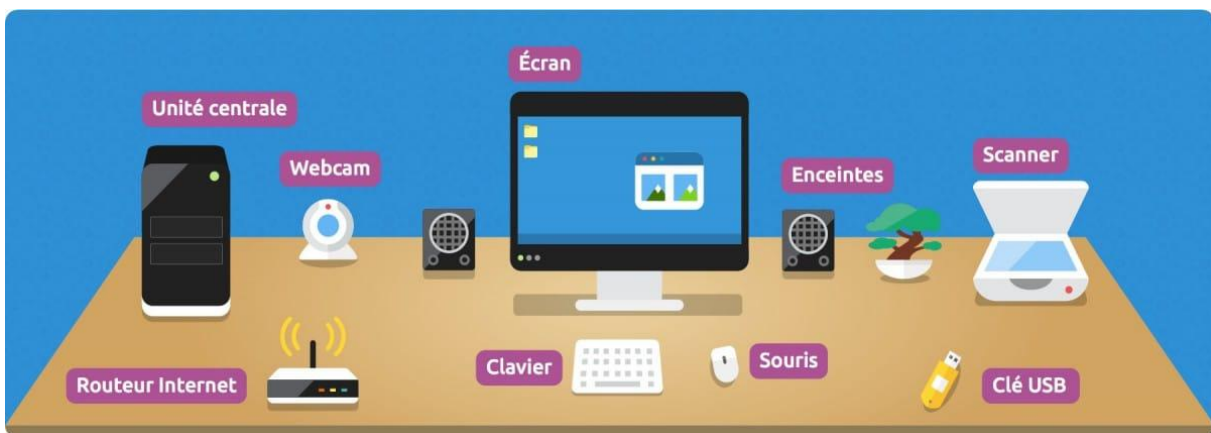 Écran
Unité centrale
Webcam
Enceintes
Scanner
Routeur Internet
Clavier
Souris
Clé USB